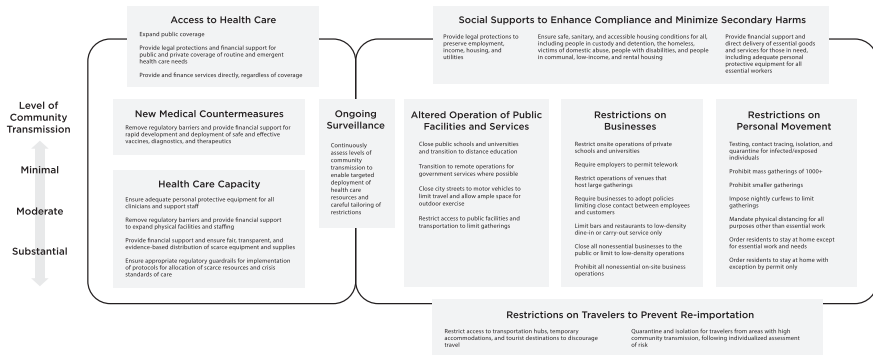 Access to Health Care
Expand public coverage
Provide legal protections and financial support for
public and private coverage of routine and emergent
health care needs
Provide and finance services directly, regardless of coverage
Social Supports to Enhance Compliance and Minimize Secondary Harms
Provide legal protections to
preserve employment,
income, housing, and
utilities
Ensure safe, sanitary, and accessible housing conditions for all,
including people in custody and detention, the homeless,
victims of domestic abuse, people with disabilities, and people
in communal, low-income, and rental housing
Provide financial support and
direct delivery of essential goods
and services for those in need,
including adequate personal
protective equipment for all
essential workers
Level of
Community
Transmission
Minimal
Moderate
Substantial
New Medical Countermeasures
Remove regulatory barriers and provide financial support for
rapid development and deployment of safe and effective
vaccines, diagnostics, and therapeutics
Health Care Capacity
Ensure adequate personal protective equipment for all
clinicians and support staff
Remove regulatory barriers and provide financial support
to expand physical facilities and staffing
Provide financial support and ensure fair, transparent, and
evidence-based distribution of scarce equipment and supplies
Ensure appropriate regulatory guardrails for implementation
of protocols for allocation of scarce resources and crisis
standards of care
Ongoing
Surveillance
Continuously
assess levels of
community
transmission to
enable targeted
deployment of
health care
resources and
careful tailoring of
restrictions
Altered Operation of Public
Facilities and Services
Close public schools and universities
and transition to distance education
Transition to remote operations for
government services where possible
Close city streets to motor vehicles to
limit travel and allow ample space for
outdoor exercise
Restrict access to public facilities and
transportation to limit gatherings
Restrictions on
Businesses
Restrict onsite operations of private
schools and universities
Require employers to permit telework
Restrict operations of venues that
host large gatherings
Require businesses to adopt policies
limiting close contact between employees
and customers
Limit bars and restaurants to low-density
dine-in or carry-out service only
Close all nonessential businesses to the
public or limit to low-density operations
Prohibit all nonessential on-site business
operations
Restrictions on
Personal Movement
Testing, contact tracing, isolation, and
quarantine for infected/exposed
individuals
Prohibit mass gatherings of 1000+
Prohibit smaller gatherings
Impose nightly curfews to limit
gatherings
Mandate physical distancing for all
purposes other than essential work
Order residents to stay at home except
for essential work and needs
Order residents to stay at home with
exception by permit only
Restrictions on Travelers to Prevent Re-importation
Restrict access to transportation hubs, temporary
accommodations, and tourist destinations to discourage
travel
Quarantine and isolation for travelers from areas with high
community transmission, following individualized assessment
of risk